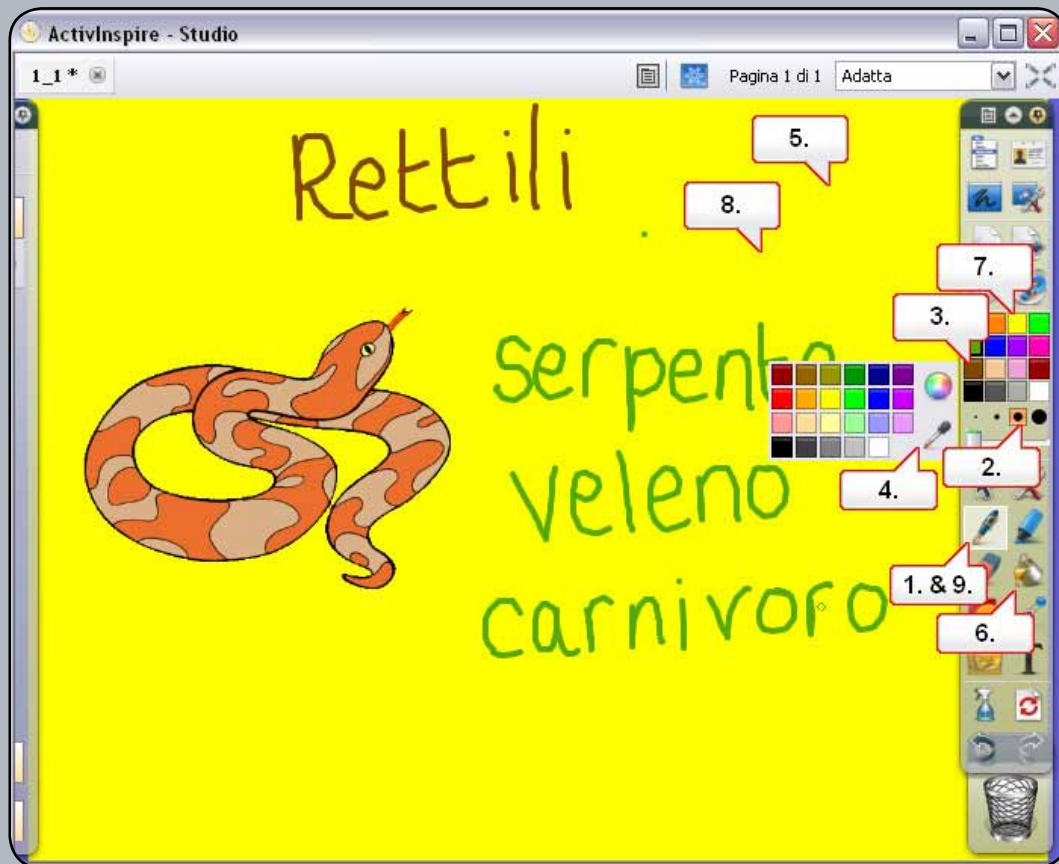 ActivInspire - Studio
1_1 *
Pagina 1 di 1 Adatta
Rettili
5.
8.
7.
3.
serpente
2.
4.
veleno
1. & 9.
carnivoro
6.